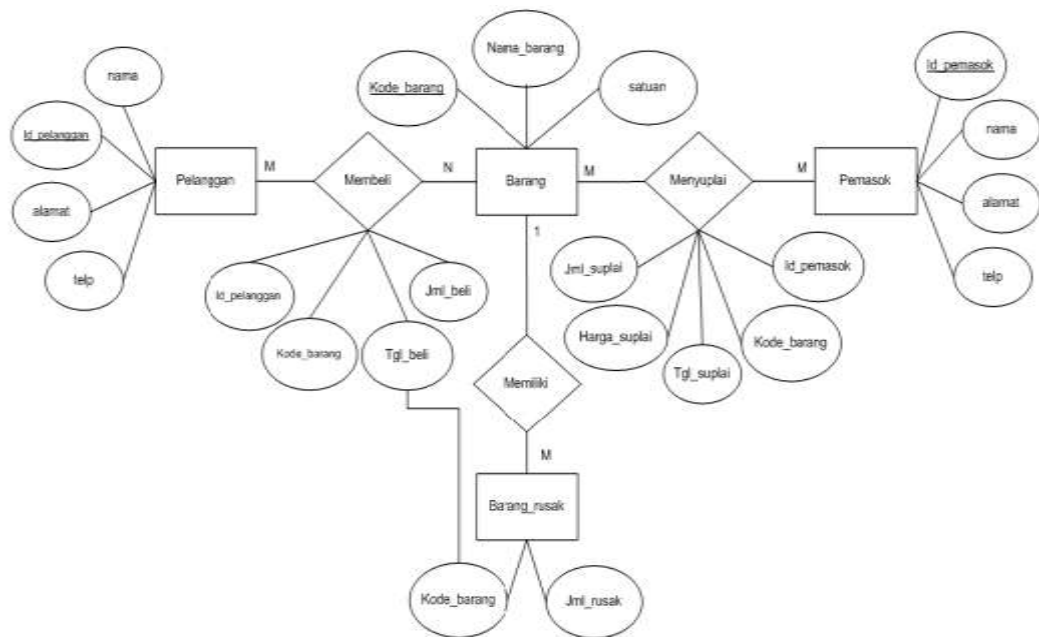 Nama_barang
Id_pemasok
nama
Kode_barang
satuan
Id_pelanggan
nama
Pelanggan
M
Membeli
N
Barang
M
Menyuplai
M
Pemasok
alamat
alamat
1
telp
Id_pelanggan
Jml_beli
Jml_suplai
Id_pemasok
telp
Kode_barang
Tgl_beli
Harga_suplai
Tgl_suplai
Kode_barang
Memiliki
M
Barang_rusak
Kode_barang
Jml_rusak